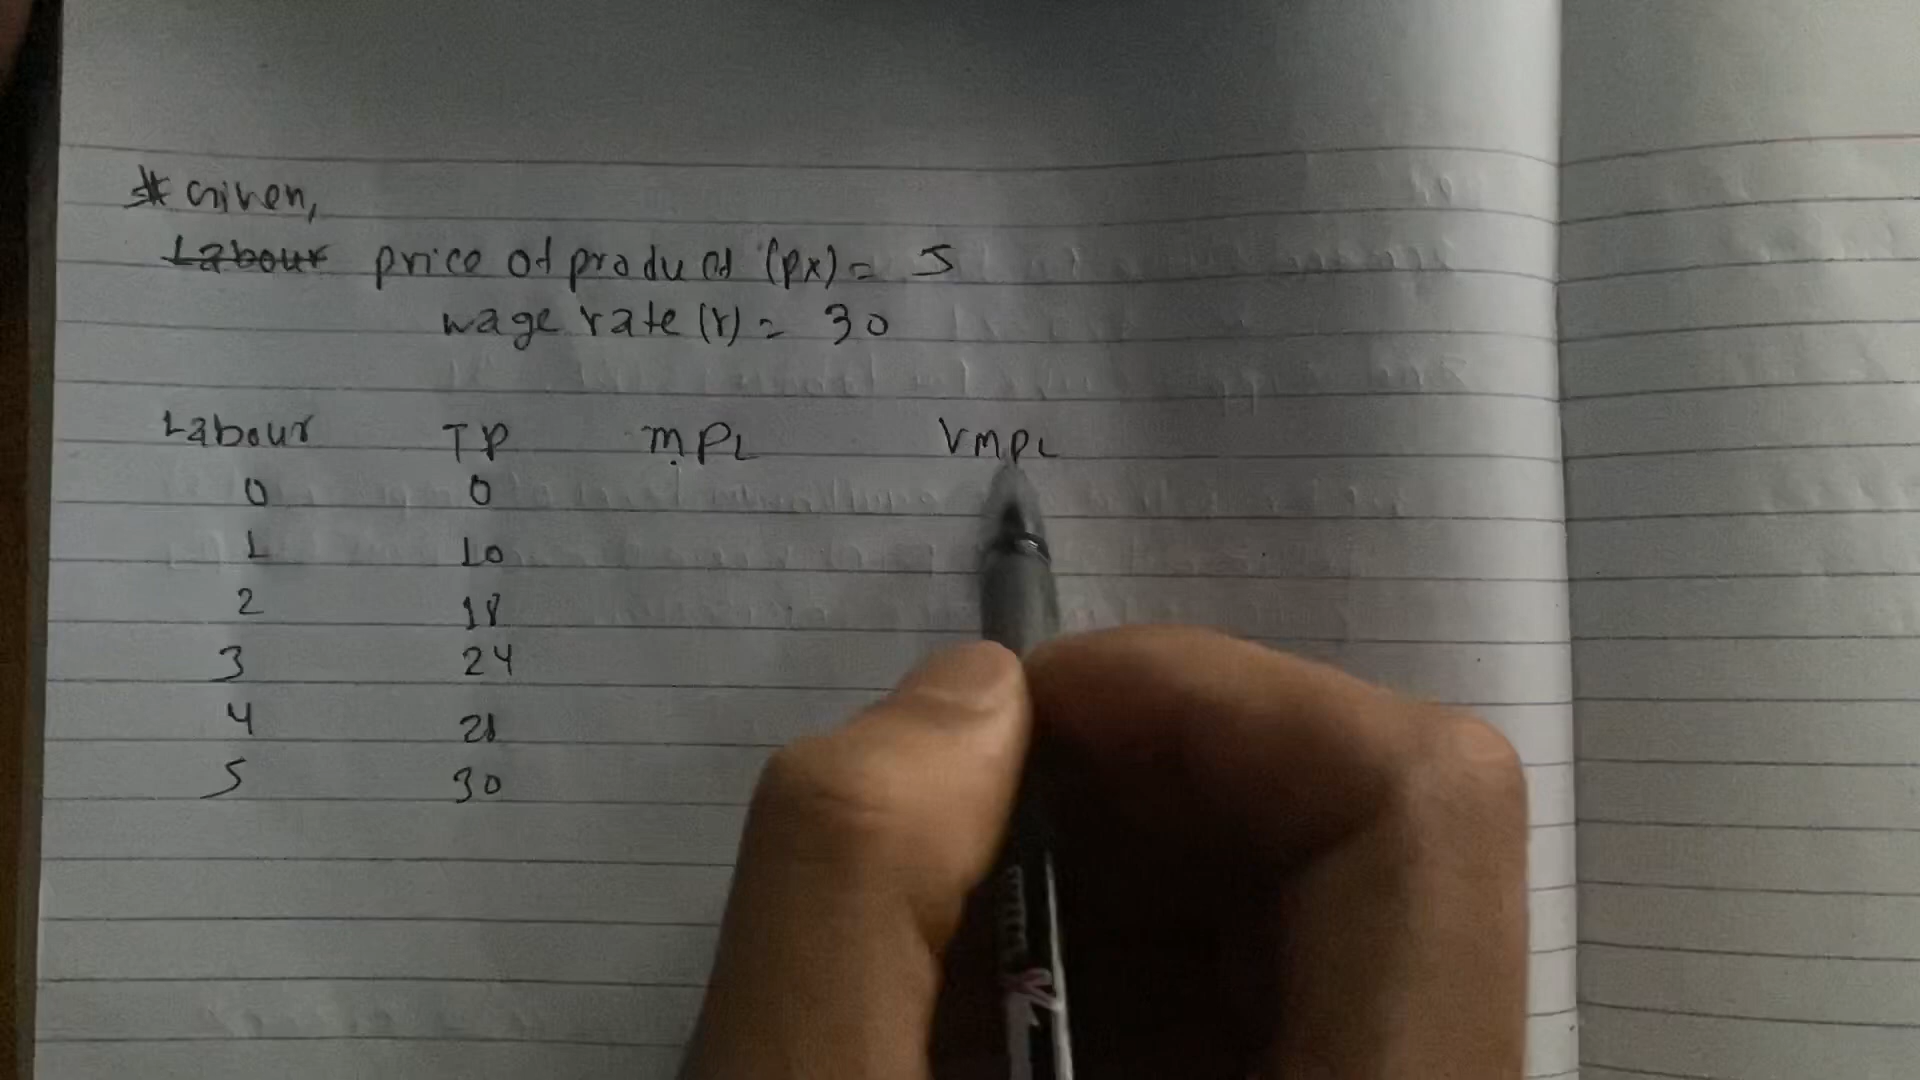 * Given,
Labour price of product (px) = 5
wage rate (r) = 30
Labour TP MPL VMPL
0 0
1 10
2 18
3 24
4 28
5 30